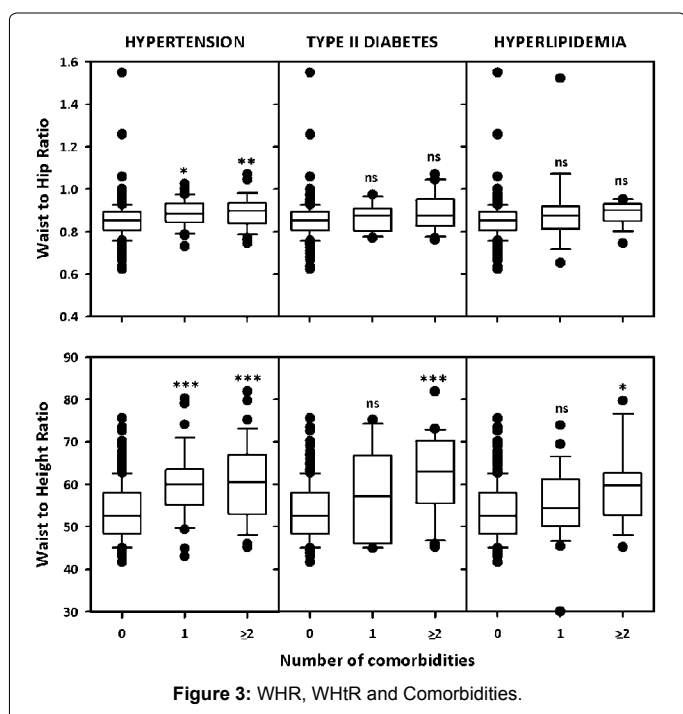 HYPERTENSION TYPE II DIABETES HYPERLIPIDEMIA
Waist to Hip Ratio
1.6
1.4
1.2
1.0
0.8
0.6
0.4
* ** ns ns ns ns
Waist to Height Ratio
90
80
70
60
50
40
30
*** *** ns *** ns *
0 1 ≥2 0 1 ≥2 0 1 ≥2
Number of comorbidities
Figure 3: WHR, WHtR and Comorbidities.